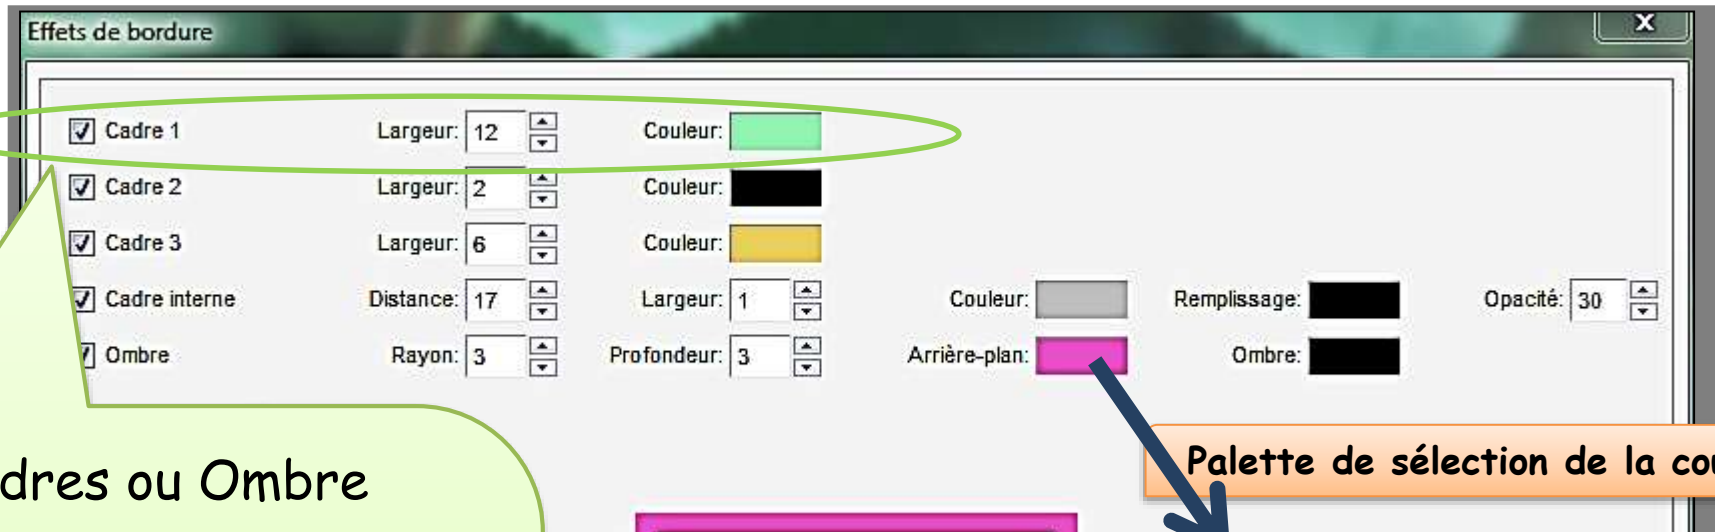 Effets de bordure
Cadre 1 Largeur: 12 Couleur:
Cadre 2 Largeur: 2 Couleur:
Cadre 3 Largeur: 6 Couleur:
Cadre interne Distance: 17 Largeur: 1 Couleur: Remplissage: Opacité: 30
Ombre Rayon: 3 Profondeur: 3 Arrière-plan: Ombre:
Palette de sélection de la
ou Ombre